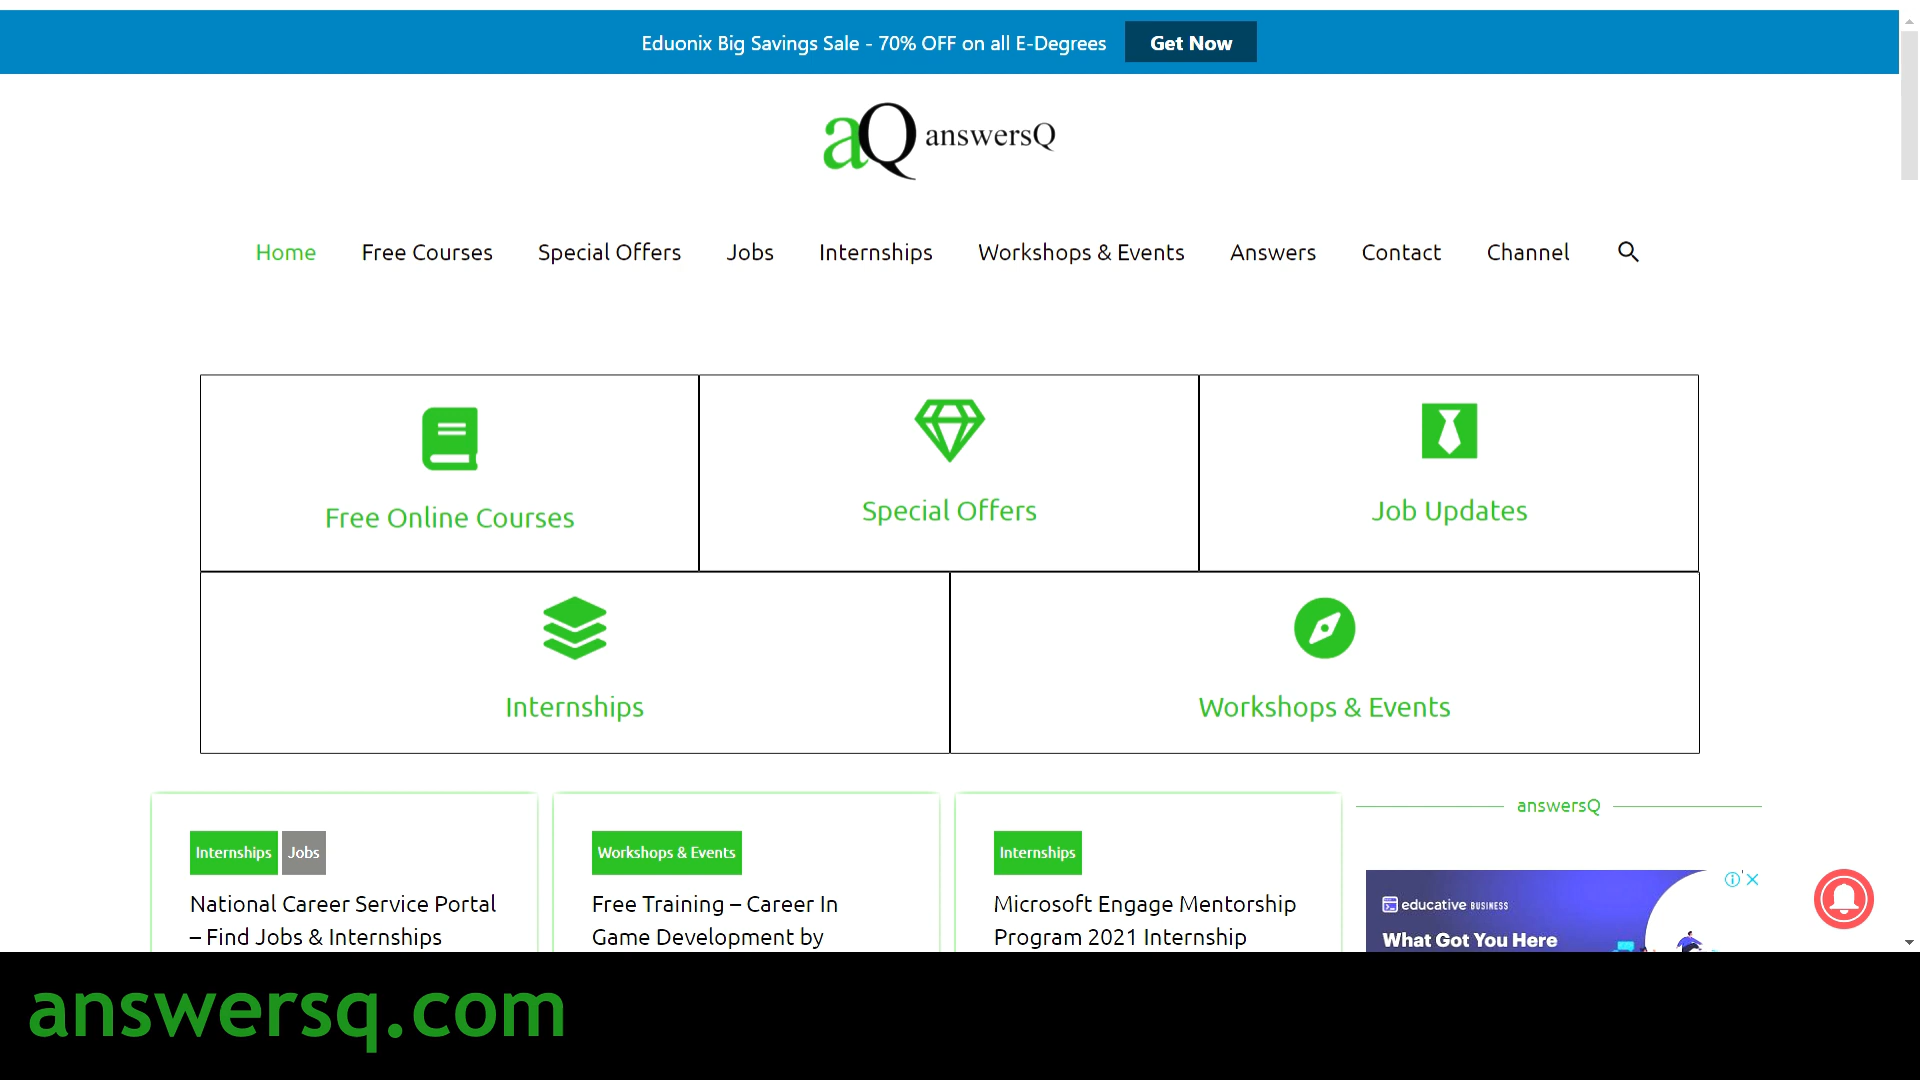 Eduonix Big Savings Sale - 70% OFF on all E-Degrees Get Now
aQ answersQ
Home Free Courses Special Offers Jobs Internships Workshops & Events Answers Contact Channel
Free Online Courses
Special Offers
Job Updates
Internships
Workshops & Events
Internships Jobs
National Career Service Portal
– Find Jobs & Internships
Workshops & Events
Free Training – Career In
Game Development by
Internships
Microsoft Engage Mentorship
Program 2021 Internship
answersQ
educative BUSINESS
What Got You Here
answersq.com